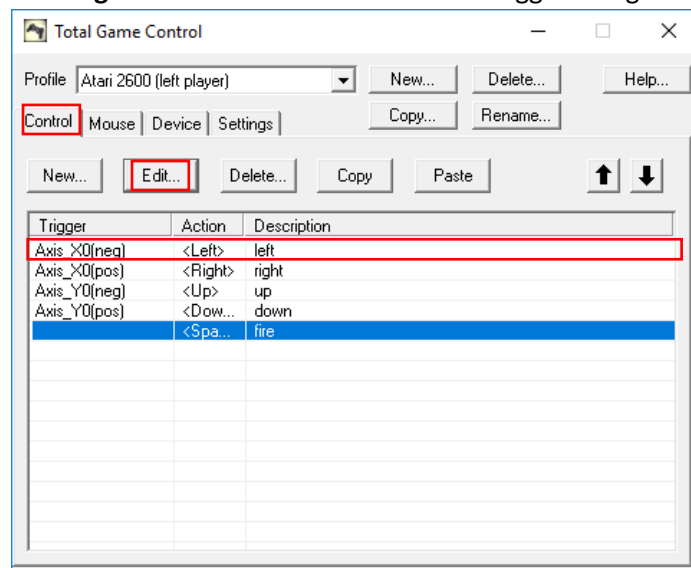 Total Game Control
Profile Atari 2600 (left player) New... Delete... Help...
Control Mouse Device Settings Copy... Rename...
New... Edit... Delete... Copy Paste
Trigger Action Description
Axis_X0(neg) <Left> left
Axis_X0(pos) <Right> right
Axis_Y0(neg) <Up> up
Axis_Y0(pos) <Dow... down
<Spa... fire